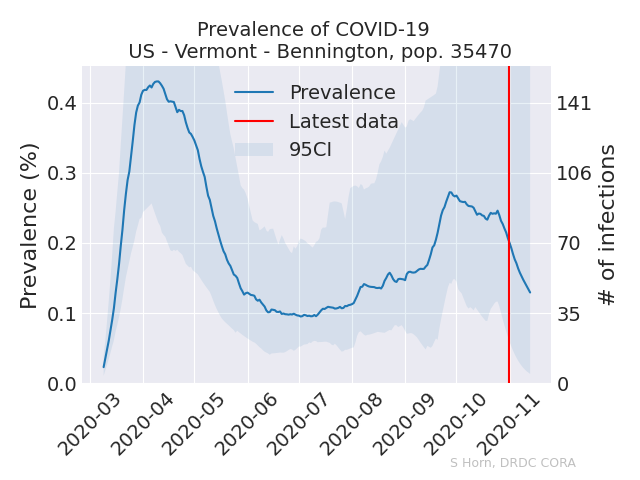 Prevalence of COVID-19
US - Vermont - Bennington, pop. 35470
Prevalence
Latest data
95CI
Prevalence (%)
0.4
0.3
0.2
0.1
0.0
# of infections
141
106
70
35
0
2020-03
2020-04
2020-05
2020-06
2020-07
2020-08
2020-09
2020-10
2020-11
S Horn, DRDC CORA